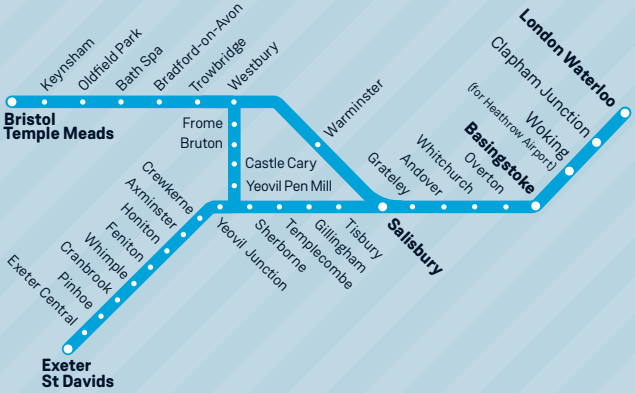 Keynsham
Oldfield Park
Bath Spa
Bradford-on-Avon
Trowbridge
Westbury
Bristol
Temple Meads
Frome
Bruton
Castle Cary
Yeovil Pen Mill
Warminster
London Waterloo
Clapham Junction
Woking
(for Heathrow Airport)
Basingstoke
Overton
Whitchurch
Andover
Grateley
Salisbury
Tisbury
Gillingham
Templecombe
Sherborne
Yeovil Junction
Crewkerne
Axminster
Honiton
Feniton
Whimple
Cranbrook
Pinhoe
Exeter Central
Exeter
St Davids